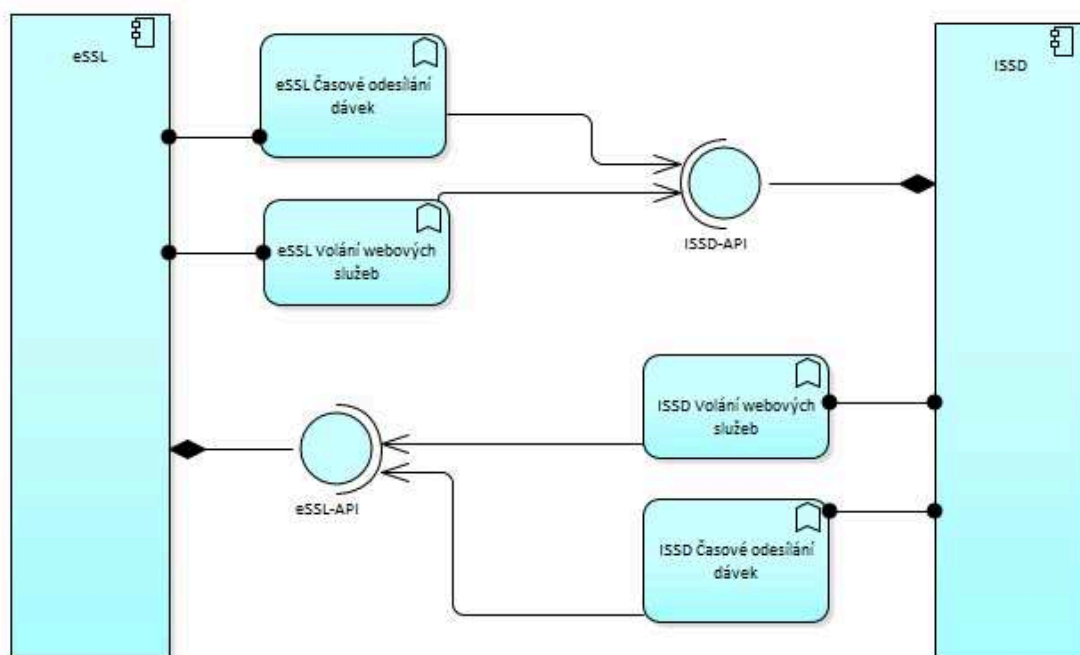 eSSL
eSSL Časové odesílání
dávek
eSSL Volání webových
služeb
ISSD-API
ISSD
ISSD Volání webových
služeb
eSSL-API
ISSD Časové odesílání
dávek